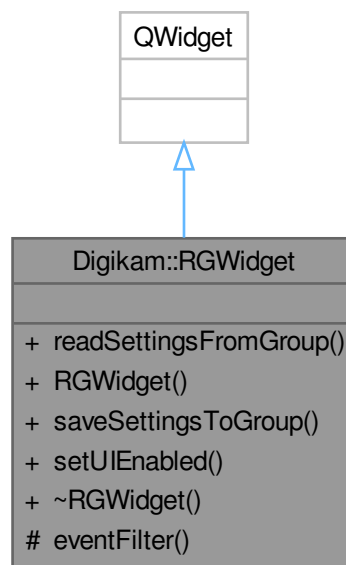 QWidget
Digikam::RGWidget
+ readSettingsFromGroup()
+ RGWidget()
+ saveSettingsToGroup()
+ setUIEnabled()
+ ~RGWidget()
# eventFilter()